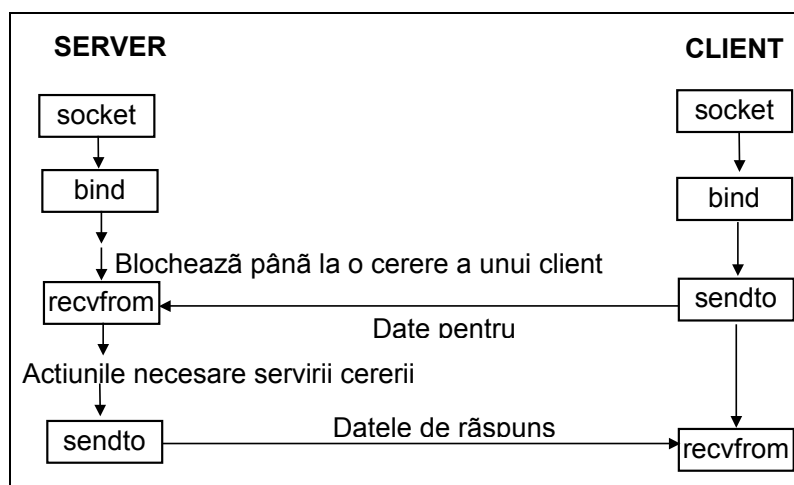 SERVER
CLIENT
socket
socket
bind
bind
Blochează până la o cerere a unui client
recvfrom
sendto
Date pentru
Actiunile necesare servirii cererii
sendto
Datele de răspuns
recvfrom